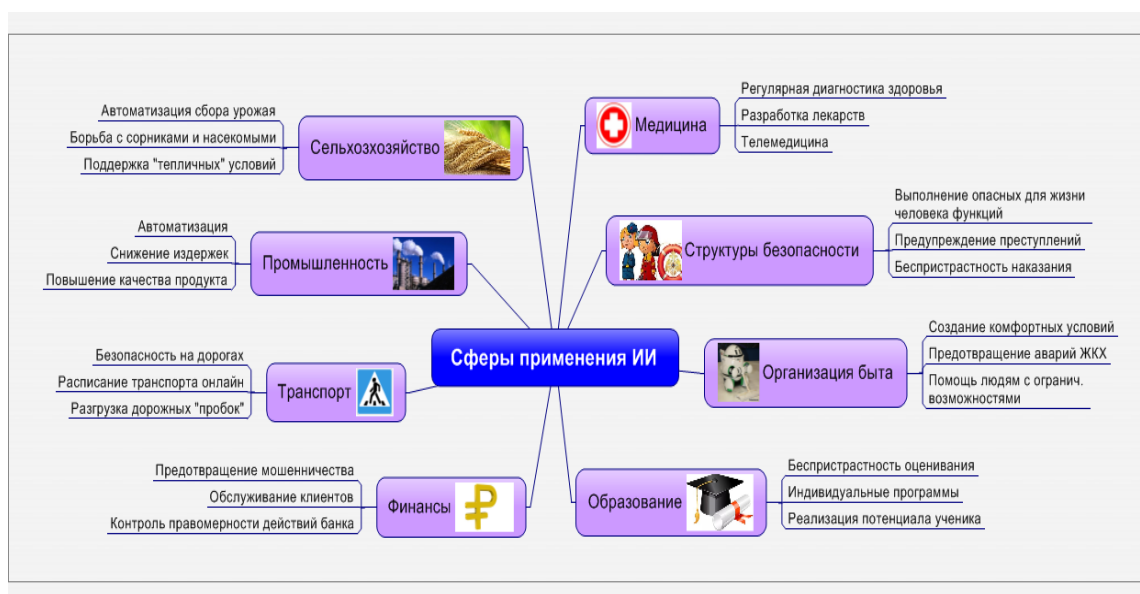 Сферы применения ИИ
Сельхозхозяйство
Автоматизация сбора урожая
Борьба с сорниками и насекомыми
Поддержка "тепличных" условий
Промышленность
Автоматизация
Снижение издержек
Повышение качества продукта
Транспорт
Безопасность на дорогах
Расписание транспорта онлайн
Разгрузка дорожных "пробок"
Финансы
Предотвращение мошенничества
Обслуживание клиентов
Контроль правомерности действий банка
Медицина
Регулярная диагностика здоровья
Разработка лекарств
Телемедицина
Структуры безопасности
Выполнение опасных для жизни
человека функций
Предупреждение преступлений
Беспристрастность наказания
Организация быта
Создание комфортных условий
Предотвращение аварий ЖКХ
Помощь людям с огранич.
возможностями
Образование
Беспристрастность оценивания
Индивидуальные программы
Реализация потенциала ученика